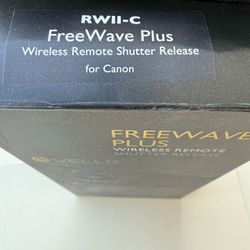 RWII-C
FreeWave Plus
Wireless Remote Shutter Release
for Canon
FREEWAVE
PLUS
WIRELESS REMOTE
SHUTTER RELEASE
VELLO